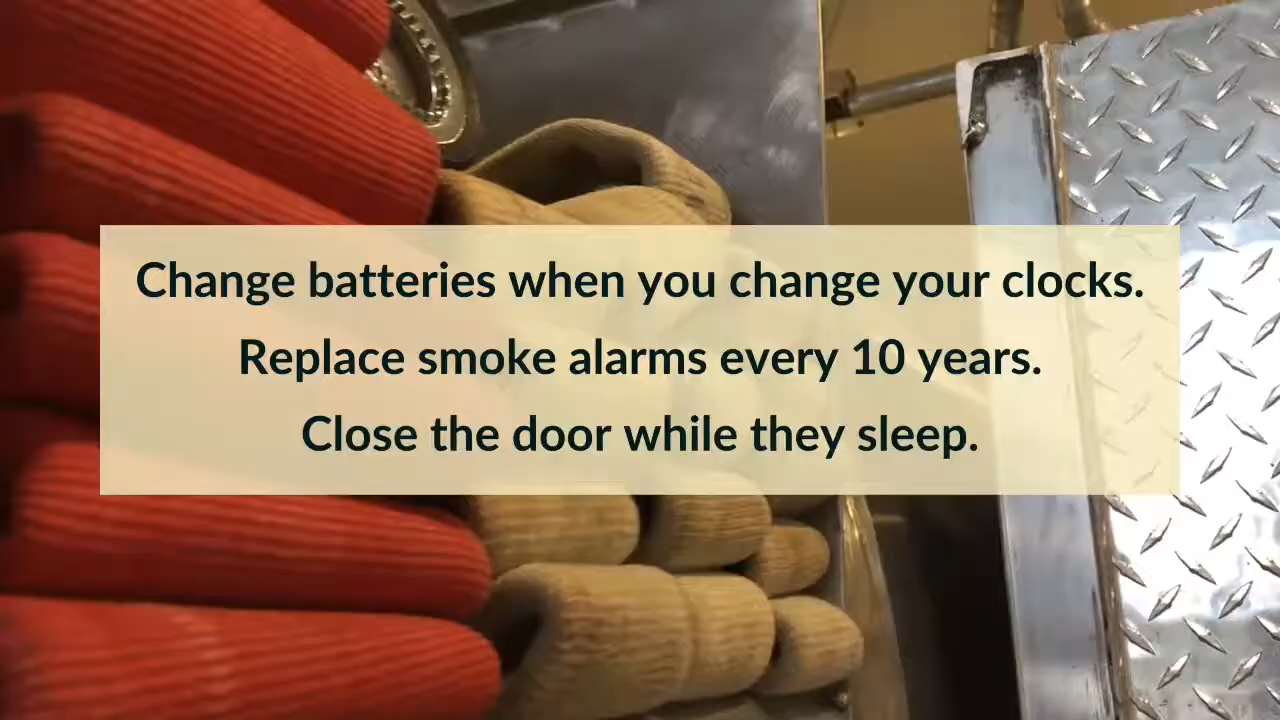 Change batteries when you change your clocks.
Replace smoke alarms every 10 years.
Close the door while they sleep.